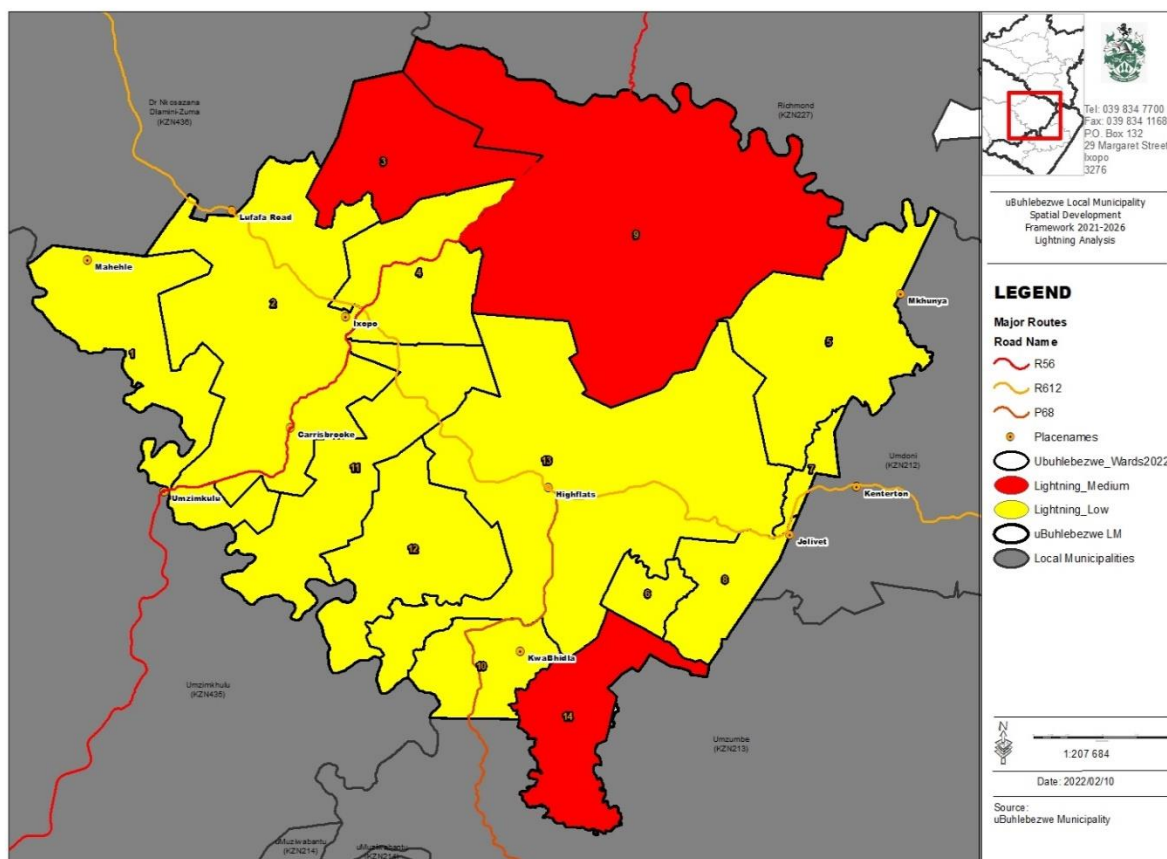 Dr Nkosazana
Dlamini-Zuma
(KZN436)
Richmond
(KZN227)
3
Lufafa Road
9
Mahehle
4
2
Mkhunya
Ixopo
5
1
Carrisbrooke
11
13
7
Umdoni
(KZN212)
Umzimkulu
Highflats
Kenterton
Jolivet
12
6
8
KwaBhidla
10
Umzimkhulu
(KZN435)
14
Umzumbe
(KZN213)
uMuziwabantu
(KZN214)
uMuziwabantu
(KZN214)
Tel: 039 834 7700
Fax: 039 834 1168
P.O. Box 132
29 Margaret Street
Ixopo
3276
uBuhlebezwe Local Municipality
Spatial Development
Framework 2021-2026
Lightning Analysis
LEGEND
Major Routes
Road Name
R56
R612
P68
Placenames
Ubuhlebezwe_Wards2022
Lightning_Medium
Lightning_Low
uBuhlebezwe LM
Local Municipalities
N
1:207 684
Date: 2022/02/10
Source:
uBuhlebezwe Municipality